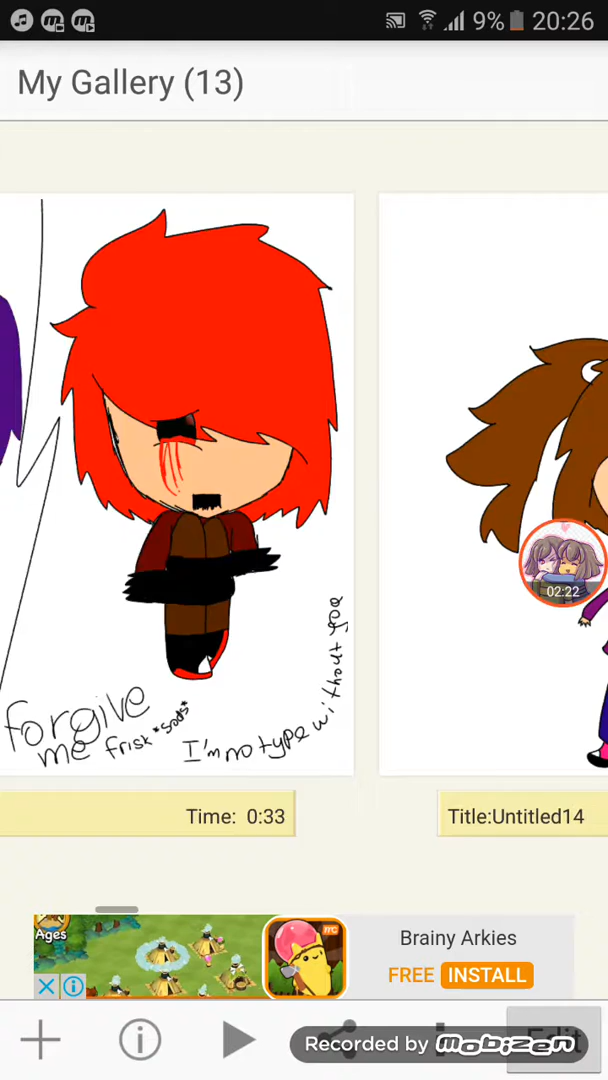 9% 20:26
My Gallery (13)
02:22
forgive
me frisk *sobs*
I'm no type without you
Time: 0:33
Title:Untitled14
Ages
Brainy Arkies
FREE INSTALL
Edit
Recorded by mobizen